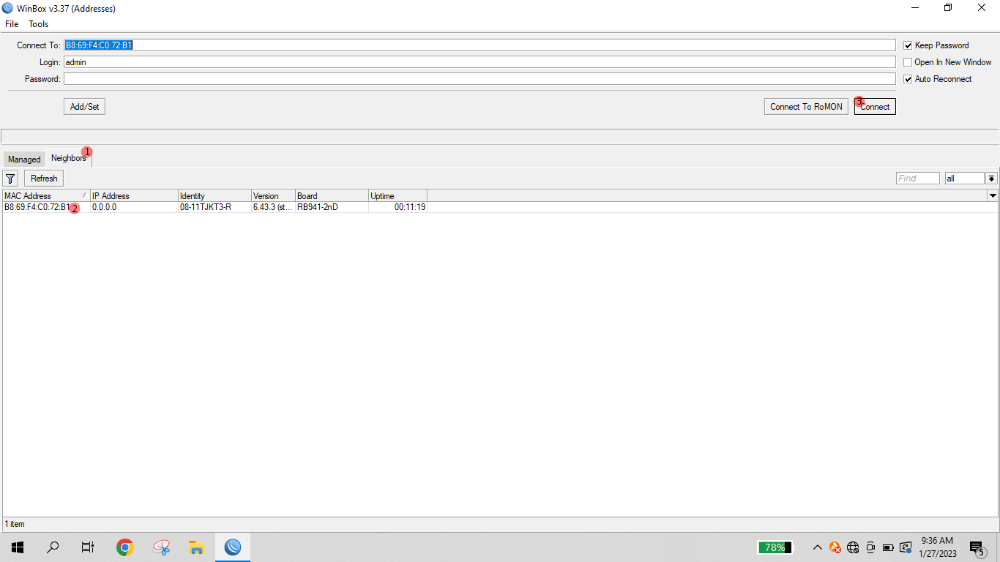 WinBox v3.37 (Addresses)
File Tools
Connect To: B8:69:F4:C0:72:B1
Keep Password
Login: admin
Open In New Window
Password:
Auto Reconnect
Add/Set
Connect To RoMON
3 Connect
Managed Neighbors 1
Refresh
Find
all
MAC Address IP Address Identity Version Board Uptime
B8:69:F4:C0:72:B1 2 0.0.0.0 08-11TJKT3-R 6.43.3 (st... RB941-2nD 00:11:19
1 item
78%
9:36 AM
1/27/2023
5